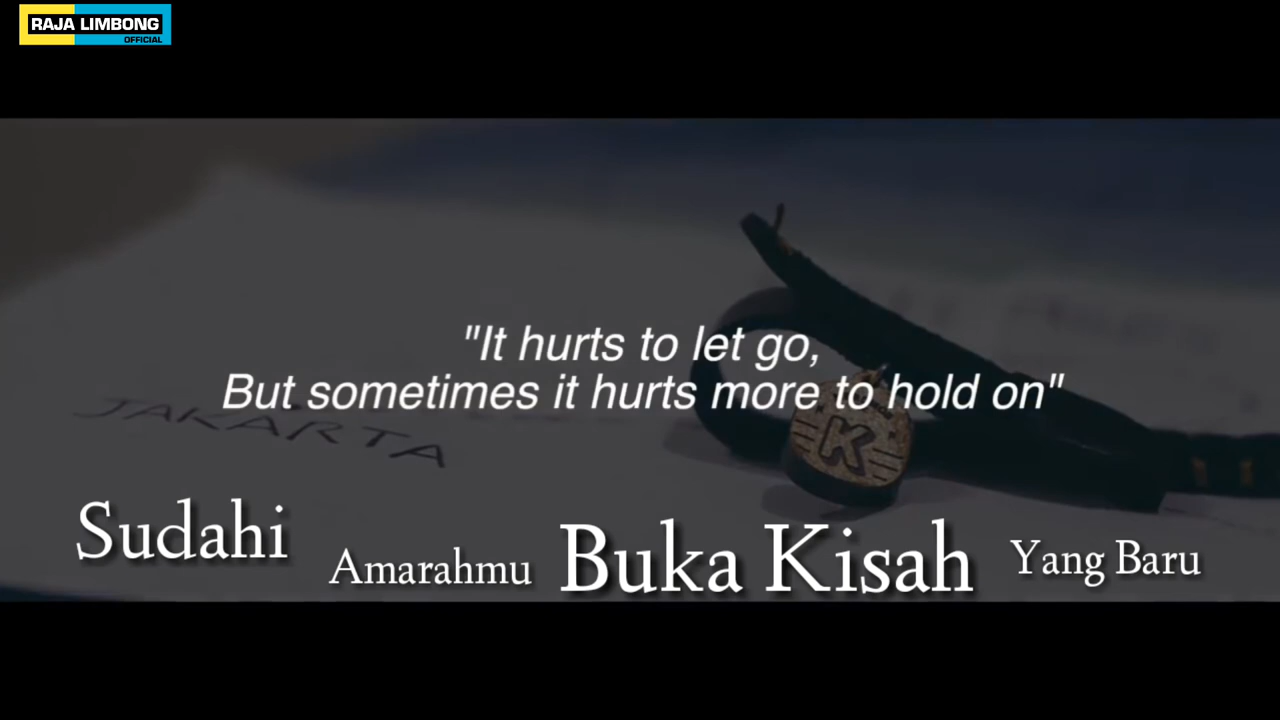 RAJA LIMBONG
OFFICIAL
"It hurts to let go,
But sometimes it hurts more to hold on"
JAKARTA
K
Sudahi Amarahmu Buka Kisah Yang Baru